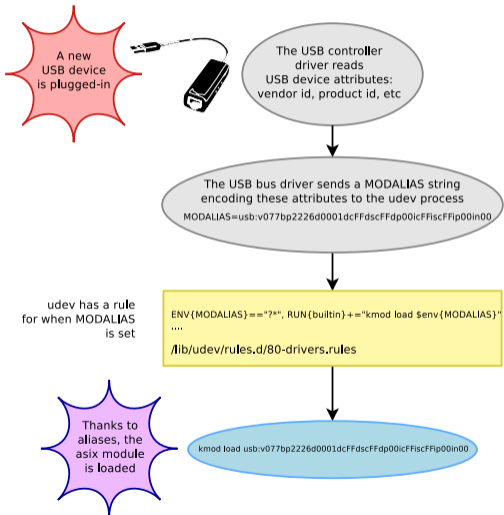 A new
USB device
is plugged-in
The USB controller
driver reads
USB device attributes:
vendor id, product id, etc
The USB bus driver sends a MODALIAS string
encoding these attributes to the udev process
MODALIAS=usb:v077bp2226d0001dcFFdscFFdp00icFFiscFFip00in00
udev has a rule
for when MODALIAS
is set
ENV{MODALIAS}=="?*", RUN{builtin}+="kmod load $env{MODALIAS}"
....
/lib/udev/rules.d/80-drivers.rules
Thanks to
aliases, the
asix module
is loaded
kmod load usb:v077bp2226d0001dcFFdscFFdp00icFFiscFFip00in00